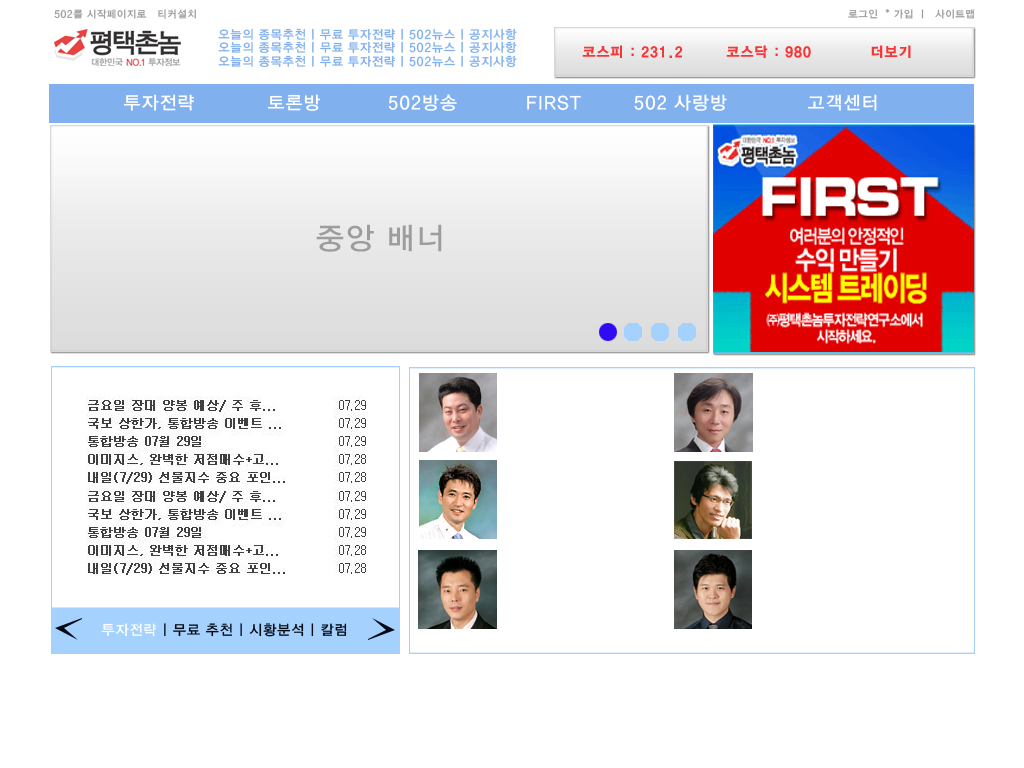 502를 시작페이지로 티커설치
로그인 * 가입 | 사이트맵
평택촌놈
대한민국 NO.1 투자정보
오늘의 종목추천 | 무료 투자전략 | 502뉴스 | 공지사항
오늘의 종목추천 | 무료 투자전략 | 502뉴스 | 공지사항
오늘의 종목추천 | 무료 투자전략 | 502뉴스 | 공지사항
코스피 : 231.2 코스닥 : 980 더보기
투자전략 토론방 502방송 FIRST 502 사랑방 고객센터
중앙 배너
대한민국 NO.1 투자정보
평택촌놈
FIRST
여러분의 안정적인
수익 만들기
시스템 트레이딩
㈜평택촌놈투자전략연구소에서
시작하세요.
금요일 장대 양봉 예상/ 주 후... 07.29
국보 상한가, 통합방송 이벤트 ... 07.29
통합방송 07월 29일 07.29
이미지스, 완벽한 저점매수+고... 07.28
내일(7/29) 선물지수 중요 포인... 07.28
금요일 장대 양봉 예상/ 주 후... 07.29
국보 상한가, 통합방송 이벤트 ... 07.29
통합방송 07월 29일 07.29
이미지스, 완벽한 저점매수+고... 07.28
내일(7/29) 선물지수 중요 포인... 07.28
투자전략 | 무료 추천 | 시황분석 | 칼럼